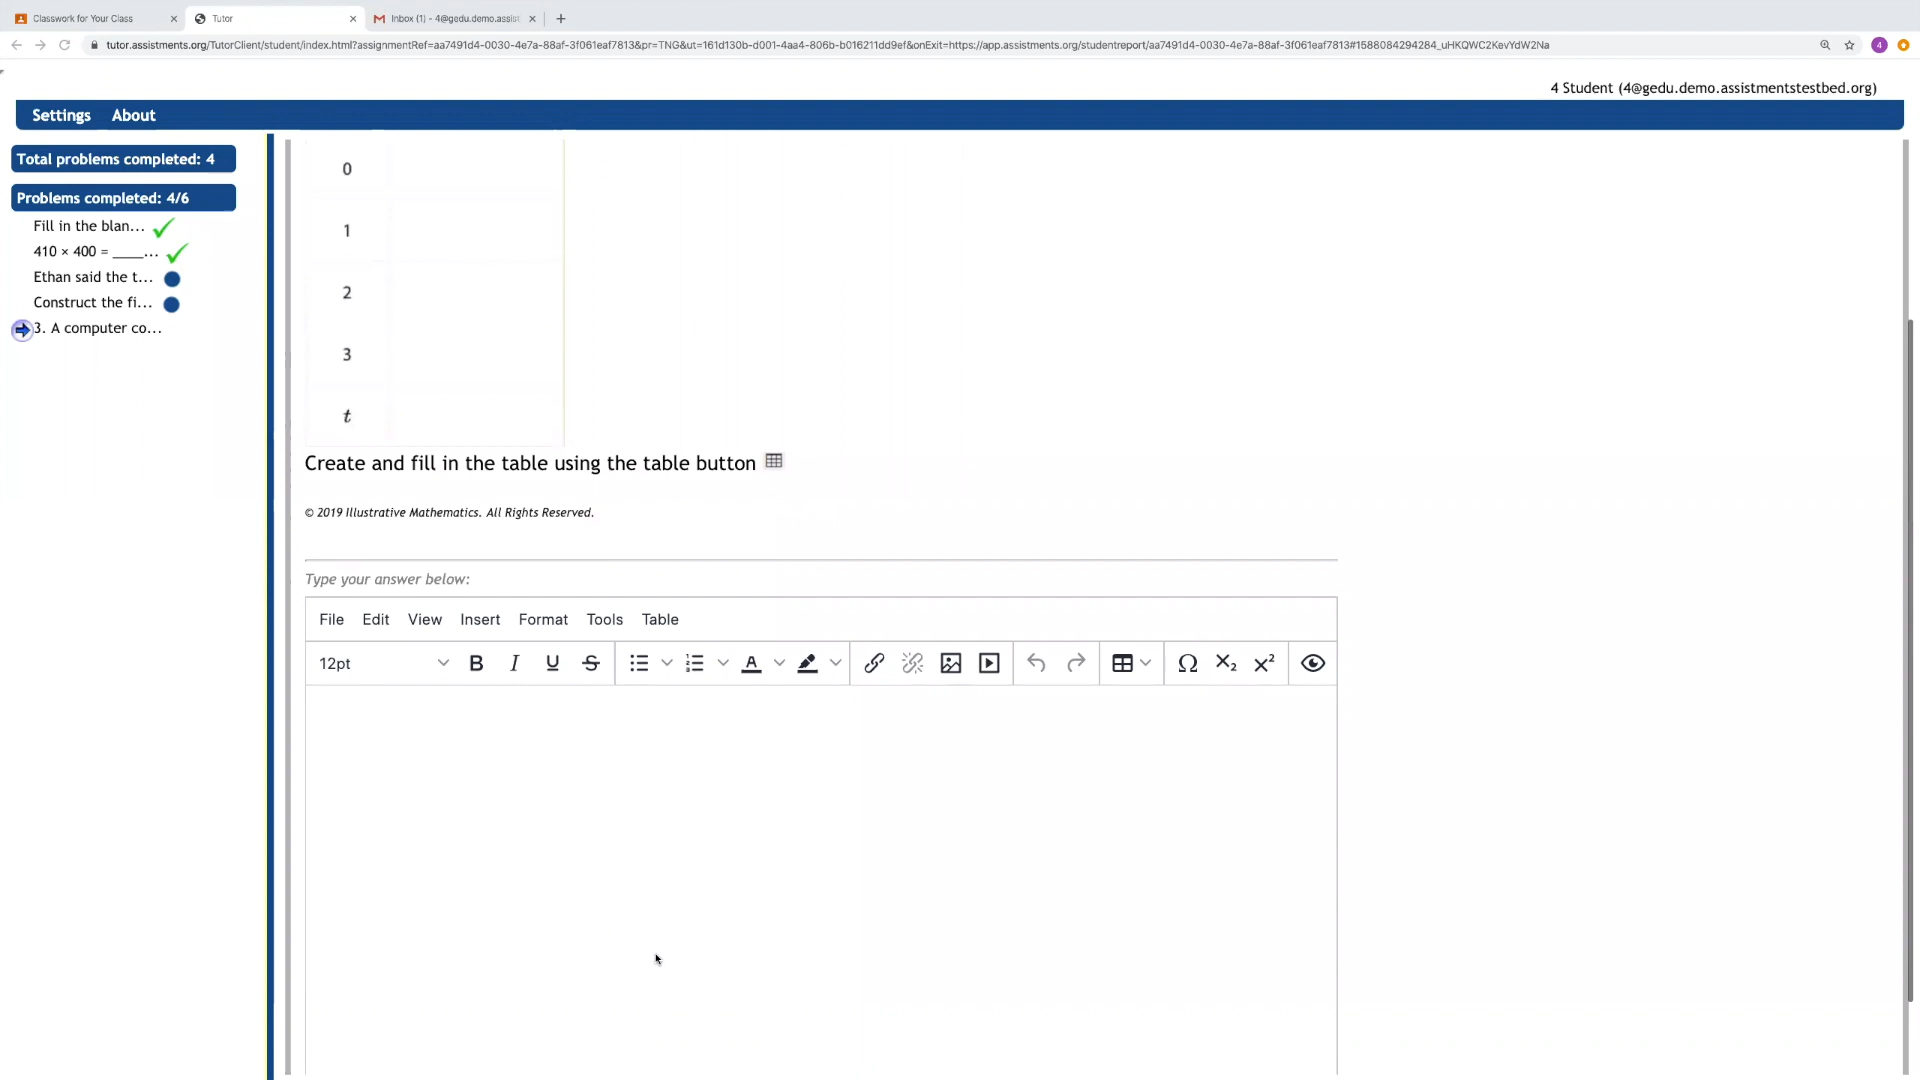 Classwork for Your Class
Tutor
Inbox (1) - 4@gedu.demo.assist
tutor.assistments.org/TutorClient/student/index.html?assignmentRef=aa7491d4-0030-4e7a-88af-3f061eaf7813&pr=TNG&ut=161d130b-d001-4aa4-806b-b016211dd9ef&onExit=https://app.assistments.org/studentreport/aa7491d4-0030-4e7a-88af-3f061eaf7813#1588084294284_uHKQWC2KevYdW2Na
4
4 Student (4@gedu.demo.assistmentstestbed.org)
Settings About
Total problems completed: 4
Problems completed: 4/6
Fill in the blan...
410 × 400 = ____...
Ethan said the t...
Construct the fi...
3. A computer co...
0
1
2
3
t
Create and fill in the table using the table button
© 2019 Illustrative Mathematics. All Rights Reserved.
Type your answer below:
File Edit View Insert Format Tools Table
12pt B I U S A Ω X₂ X²